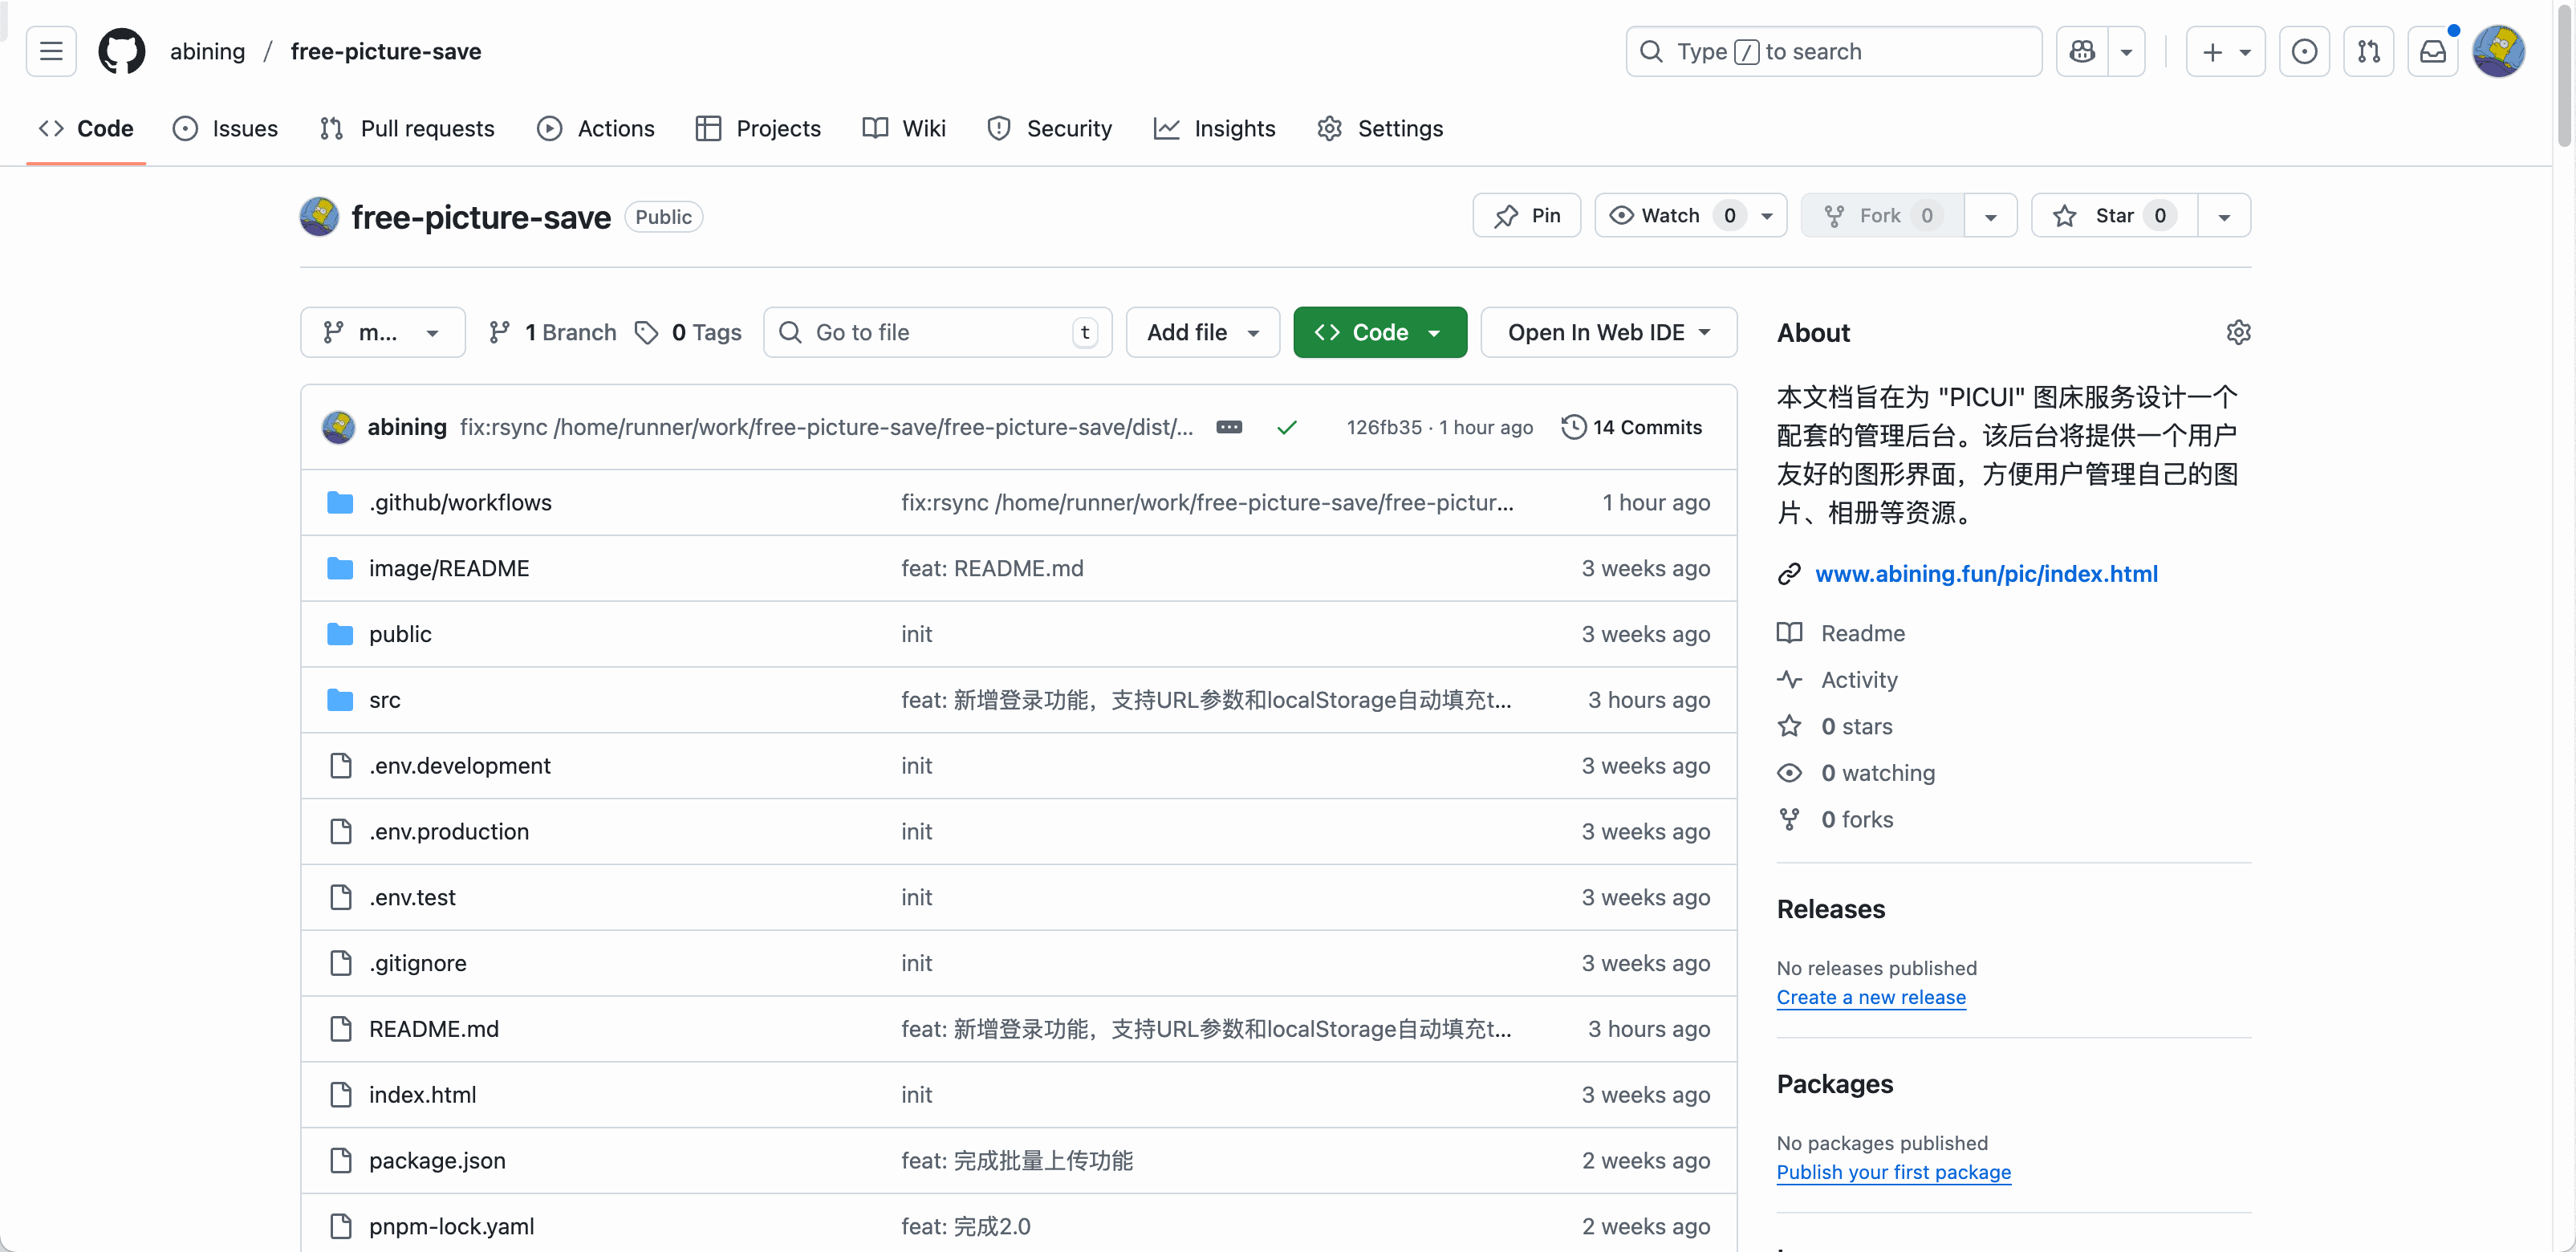 abining / free-picture-save
Type / to search
Code Issues Pull requests Actions Projects Wiki Security Insights Settings
free-picture-save Public
Pin Watch 0 Fork 0 Star 0
m... 1 Branch 0 Tags Go to file t Add file Code Open In Web IDE
abining fix:rsync /home/runner/work/free-picture-save/free-picture-save/dist/... 126fb35 · 1 hour ago 14 Commits
.github/workflows fix:rsync /home/runner/work/free-picture-save/free-pictur... 1 hour ago
image/README feat: README.md 3 weeks ago
public init 3 weeks ago
src feat: 新增登录功能，支持URL参数和localStorage自动填充t... 3 hours ago
.env.development init 3 weeks ago
.env.production init 3 weeks ago
.env.test init 3 weeks ago
.gitignore init 3 weeks ago
README.md feat: 新增登录功能，支持URL参数和localStorage自动填充t... 3 hours ago
index.html init 3 weeks ago
package.json feat: 完成批量上传功能 2 weeks ago
pnpm-lock.yaml feat: 完成2.0 2 weeks ago
About
本文档旨在为 "PICUI" 图床服务设计一个
配套的管理后台。该后台将提供一个用户
友好的图形界面，方便用户管理自己的图
片、相册等资源。
www.abining.fun/pic/index.html
Readme
Activity
0 stars
0 watching
0 forks
Releases
No releases published
Create a new release
Packages
No packages published
Publish your first package